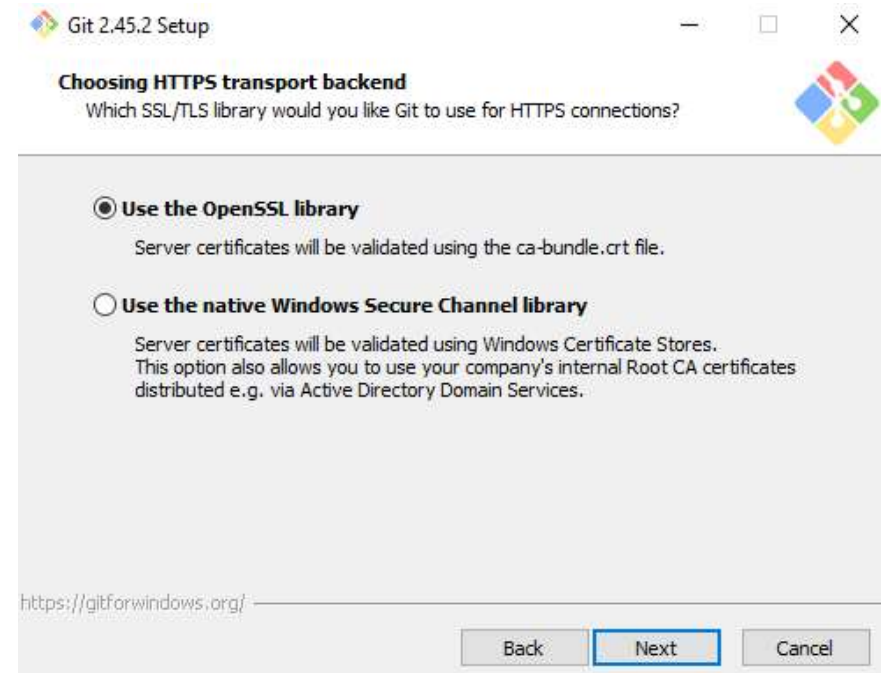 Git 2.45.2 Setup
Choosing HTTPS transport backend
Which SSL/TLS library would you like Git to use for HTTPS connections?
Use the OpenSSL library
Server certificates will be validated using the ca-bundle.crt file.
Use the native Windows Secure Channel library
Server certificates will be validated using Windows Certificate Stores.
This option also allows you to use your company's internal Root CA certificates
distributed e.g. via Active Directory Domain Services.
https://gitforwindows.org/
Back Next Cancel